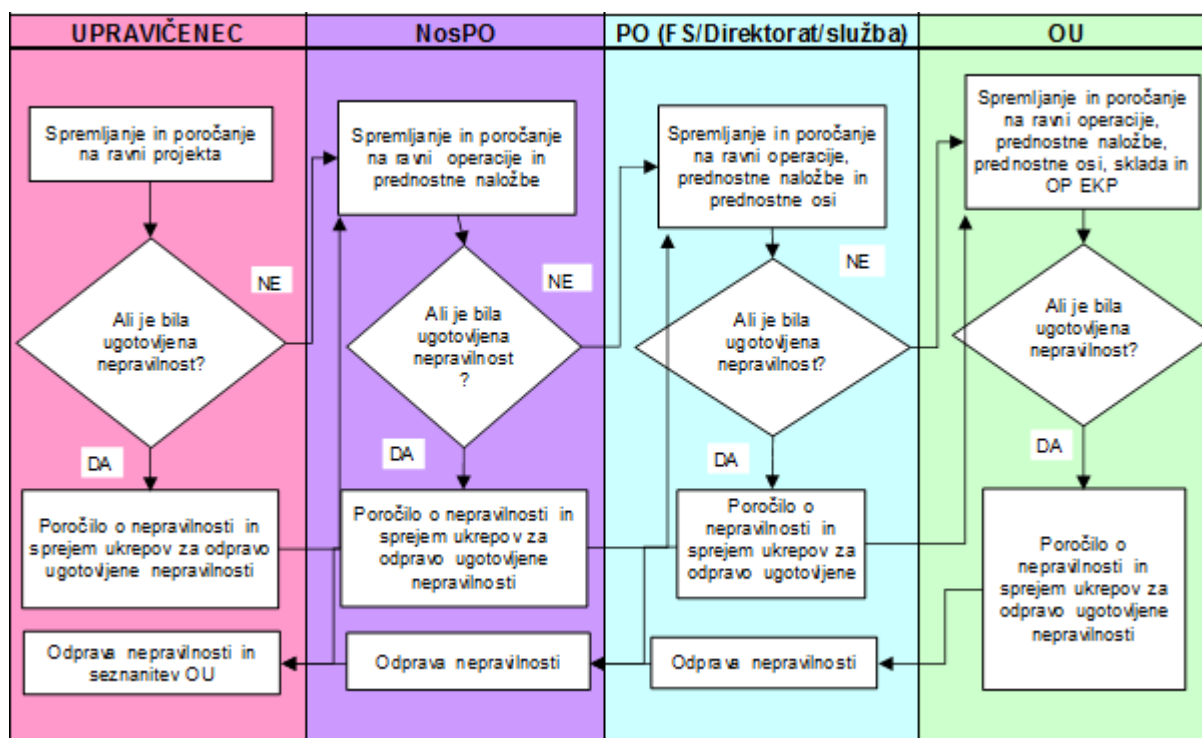 UPRAVIČENEC
NosPO
PO (FS/Direktorat/služba)
OU
Spremljanje in poročanje
na ravni projekta
Spremljanje in poročanje
na ravni operacije in
prednostne naložbe
Spremljanje in poročanje
na ravni operacije,
prednostne naložbe in
prednostne osi
Spremljanje in poročanje
na ravni operacije,
prednostne naložbe,
prednostne osi, sklada in
OP EKP
Ali je bila
ugotovljena
nepravilnost?
NE
Ali je bila
ugotovljena
nepravilnost
?
NE
Ali je bila
ugotovljena
nepravilnost?
NE
Ali je bila
ugotovljena
nepravilnost?
DA
DA
DA
DA
Poročilo o nepravilnosti in
sprejem ukrepov za odpravo
ugotovljene nepravilnosti
Poročilo o nepravilnosti in
sprejem ukrepov za
odpravo ugotovljene
nepravilnosti
Poročilo o
nepravilnosti in
sprejem ukrepov za
odpravo ugotovljene
Poročilo o
nepravilnosti in
sprejem ukrepov za
odpravo ugotovljene
nepravilnosti
Odprava nepravilnosti in
seznanitev OU
Odprava nepravilnosti
Odprava nepravilnosti